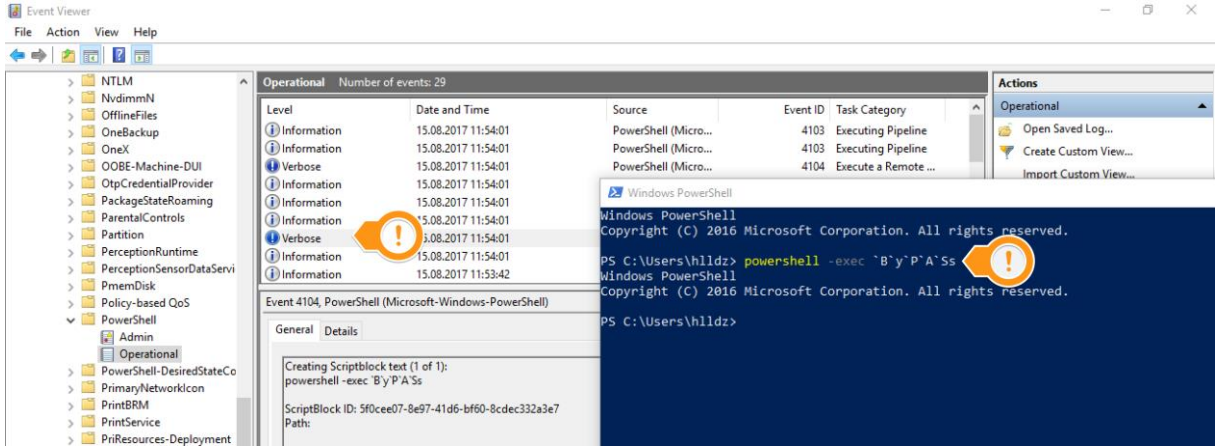 Event Viewer
File Action View Help
NTLM
NvdimmN
OfflineFiles
OneBackup
OneX
OOBE-Machine-DUI
OtpCredentialProvider
PackageStateRoaming
ParentalControls
Partition
PerceptionRuntime
PerceptionSensorDataServi
PmemDisk
Policy-based QoS
PowerShell
Admin
Operational
PowerShell-DesiredStateCo
PrimaryNetworkIcon
PrintBRM
PrintService
PriResources-Deployment
Operational Number of events: 29
Level Date and Time Source Event ID Task Category
Information 15.08.2017 11:54:01 PowerShell (Micro... 4103 Executing Pipeline
Information 15.08.2017 11:54:01 PowerShell (Micro... 4103 Executing Pipeline
Verbose 15.08.2017 11:54:01 PowerShell (Micro... 4104 Execute a Remote ...
Information 15.08.2017 11:54:01
Information 15.08.2017 11:54:01
Information 5.08.2017 11:54:01
Verbose 5.08.2017 11:54:01
Information 15.08.2017 11:54:01
Information 15.08.2017 11:53:42
Event 4104, PowerShell (Microsoft-Windows-PowerShell)
General Details
Creating Scriptblock text (1 of 1):
powershell -exec `B`y`P`A`Ss
ScriptBlock ID: 5f0cee07-8e97-41d6-bf60-8cdec332a3e7
Path:
Actions
Operational
Open Saved Log...
Create Custom View...
Import Custom View...
Windows PowerShell
Windows PowerShell
Copyright (C) 2016 Microsoft Corporation. All rights reserved.
PS C:\Users\hlldz> powershell -exec `B`y`P`A`Ss
Windows PowerShell
Copyright (C) 2016 Microsoft Corporation. All rights reserved.
PS C:\Users\hlldz>